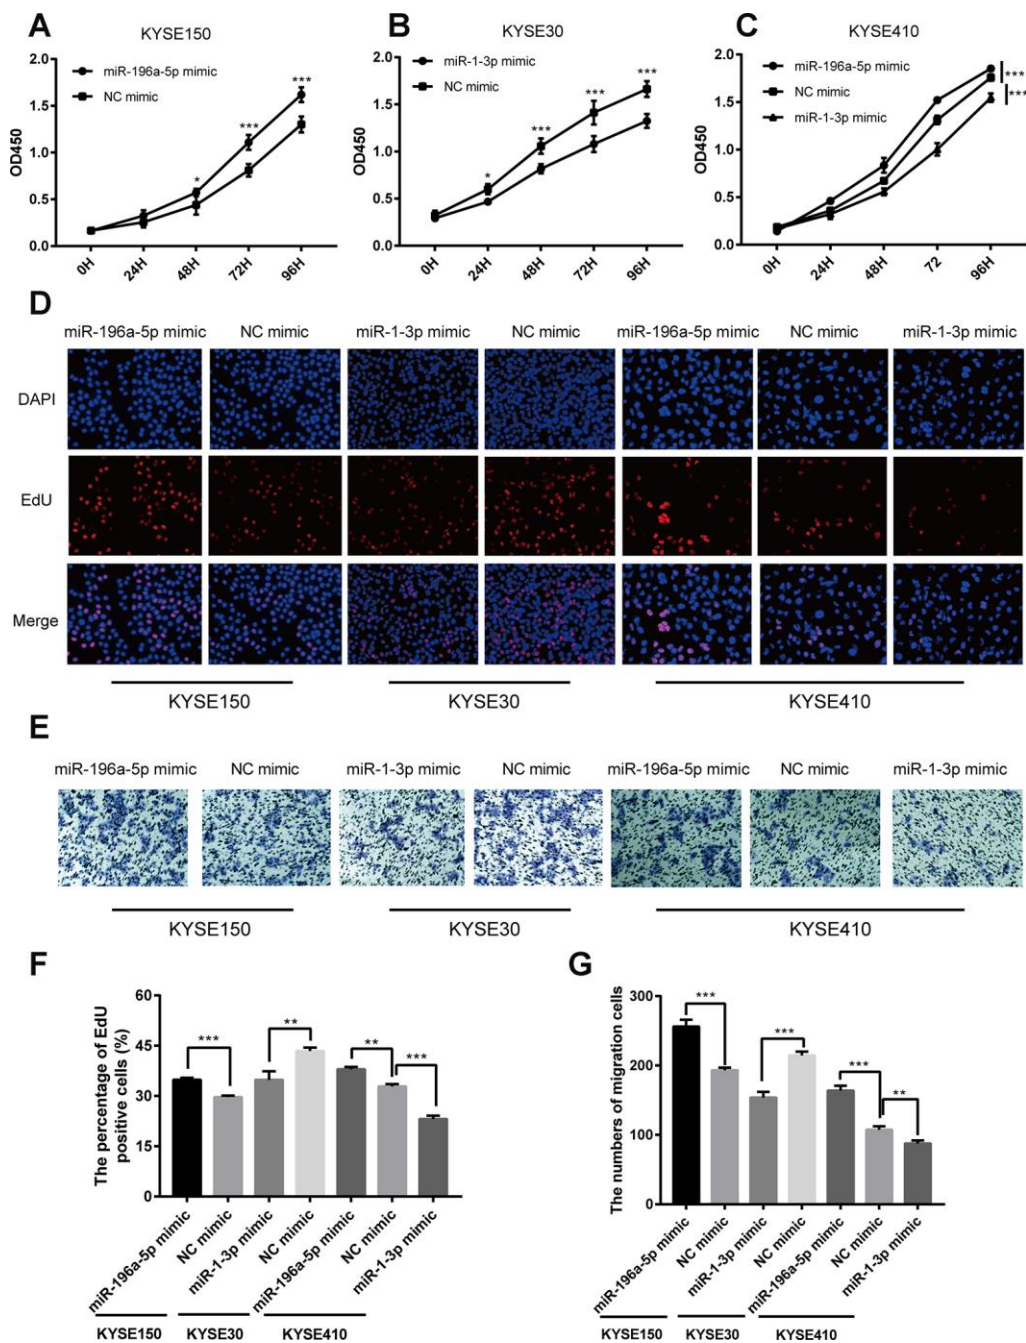 A
KYSE150
miR-196a-5p mimic
NC mimic
OD450
2.0
1.5
1.0
0.5
0.0
*
***
***
0H
24H
48H
72H
96H
B
KYSE30
miR-1-3p mimic
NC mimic
OD450
2.0
1.5
1.0
0.5
0.0
*
***
***
***
0H
24H
48H
72H
96H
C
KYSE410
miR-196a-5p mimic
NC mimic
miR-1-3p mimic
OD450
2.0
1.5
1.0
0.5
0.0
***
***
0H
24H
48H
72
96H
D
miR-196a-5p mimic NC mimic miR-1-3p mimic NC mimic miR-196a-5p mimic NC mimic miR-1-3p mimic
DAPI
EdU
Merge
KYSE150 KYSE30 KYSE410
E
miR-196a-5p mimic NC mimic miR-1-3p mimic NC mimic miR-196a-5p mimic NC mimic miR-1-3p mimic
KYSE150 KYSE30 KYSE410
F
The percentage of EdU
positive cells (%)
60
45
30
15
0
***
**
**
***
miR-196a-5p mimic
NC mimic
miR-1-3p mimic
NC mimic
miR-196a-5p mimic
NC mimic
miR-1-3p mimic
KYSE150 KYSE30 KYSE410
G
The numbers of migration cells
300
200
100
0
***
***
***
**
miR-196a-5p mimic
NC mimic
miR-1-3p mimic
NC mimic
miR-196a-5p mimic
NC mimic
miR-1-3p mimic
KYSE150 KYSE30 KYSE410